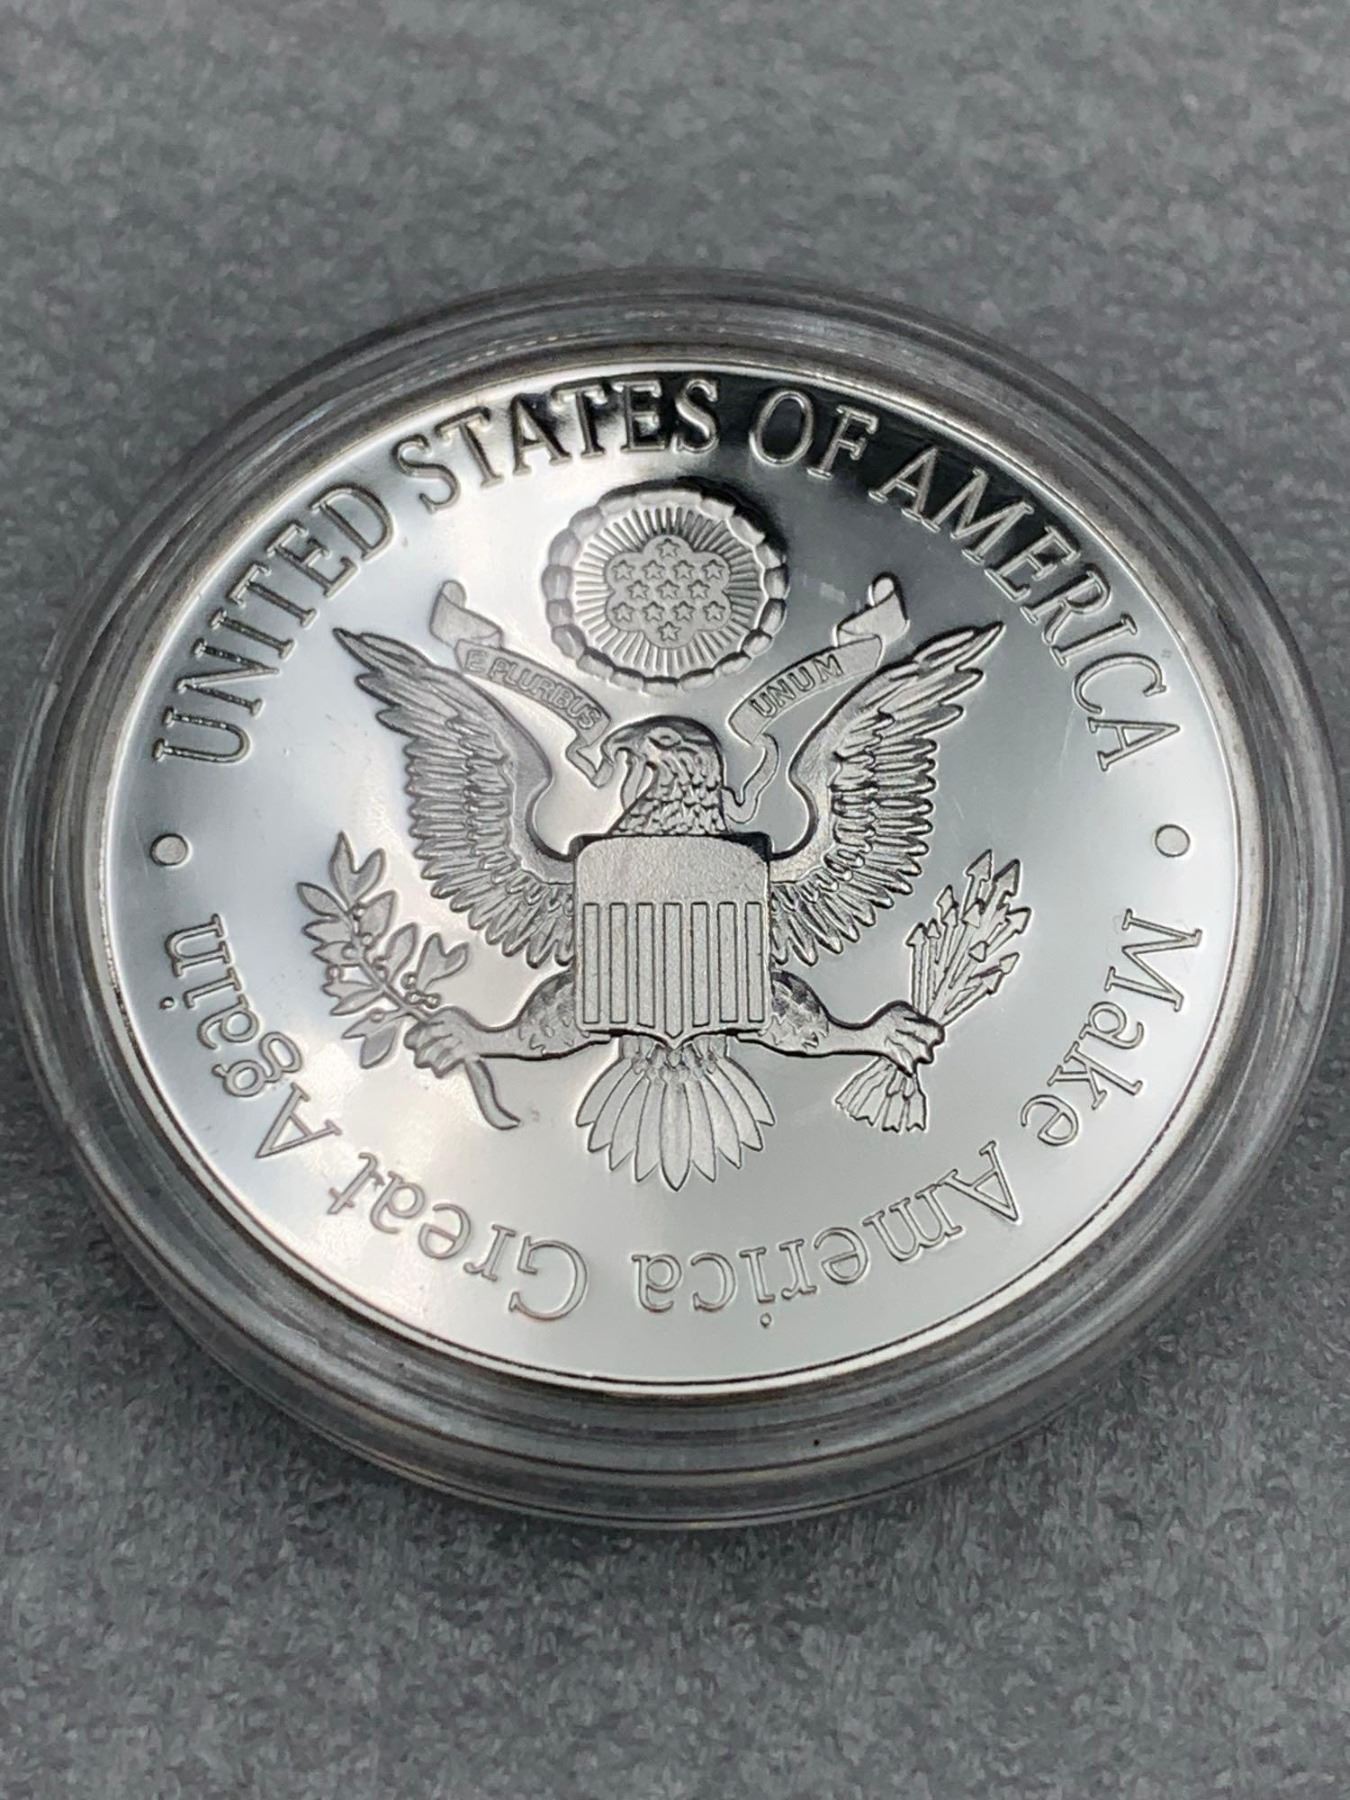 UNITED STATES OF AMERICA
E PLURIBUS UNUM
Make America Great Again